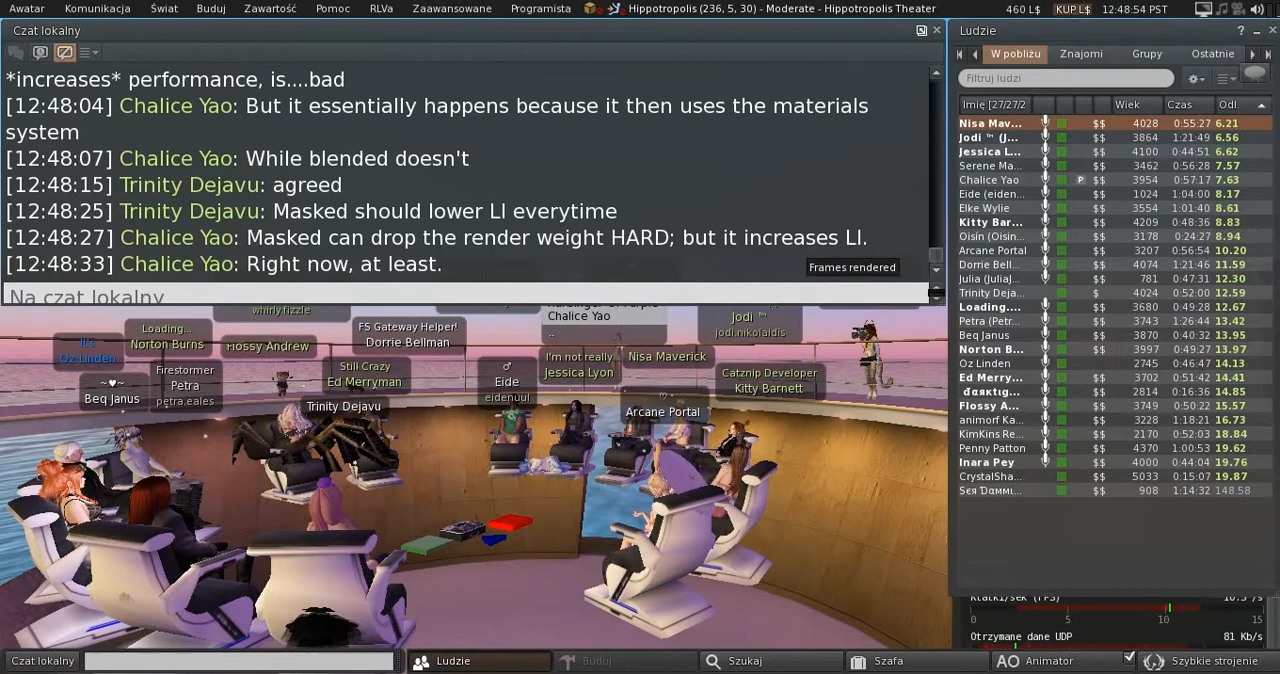 Awatar Komunikacja Świat Buduj Zawartość Pomoc RLVa Zaawansowane Programista Hippotropolis (236, 5, 30) - Moderate - Hippotropolis Theater 460 L$ KUP L$ 12:48:54 PST
Czat lokalny
*increases* performance, is....bad
[12:48:04] Chalice Yao: But it essentially happens because it then uses the materials
system
[12:48:07] Chalice Yao: While blended doesn't
[12:48:15] Trinity Dejavu: agreed
[12:48:25] Trinity Dejavu: Masked should lower LI everytime
[12:48:27] Chalice Yao: Masked can drop the render weight HARD; but it increases LI.
[12:48:33] Chalice Yao: Right now, at least.
Frames rendered
Na czat lokalny
whirly.fizzle
Chalice Yao
Jodi ™
jodi.nikolaidis
Loading...
Norton Burns
It's
Oz Linden
Flossy Andrew
FS Gateway Helper!
Dorrie Bellman
I'm not really
Jessica Lyon
Nisa Maverick
Catznip Developer
Kitty Barnett
Firestormer
Petra
petra.eales
~♥~
Beq Janus
Still Crazy
Ed Merryman
♂
Eide
eidenuul
Trinity Dejavu
Arcane Portal
Ludzie
W pobliżu Znajomi Grupy Ostatnie
Filtruj ludzi
Imię [27/27/2 Wiek Czas Odl.
Nisa Mav... $$ 4028 0:55:27 6.21
Jodi ™ (J... $$ 3864 1:21:49 6.56
Jessica L... $$ 4100 0:44:51 6.62
Serene Ma... $$ 3462 0:56:28 7.57
Chalice Yao P $$ 3954 0:57:17 7.63
Eide (eiden... $$ 1024 1:04:00 8.17
Elke Wylie $$ 3554 1:01:40 8.61
Kitty Bar... $$ 4209 0:48:36 8.83
Oisín (Oisin... $$ 3178 0:24:27 8.94
Arcane Portal $$ 3207 0:56:54 10.20
Dorrie Bell... $$ 4074 1:21:46 11.59
Julia (JuliaJ... $$ 781 0:47:31 12.30
Trinity Deja... $$ 4024 0:52:00 12.59
Loading.... $$ 3680 0:49:28 12.67
Petra (Petr... $$ 3743 1:26:44 13.42
Beq Janus $$ 3870 0:40:32 13.95
Norton B... $$ 3997 0:49:27 13.97
Oz Linden 2745 0:46:47 14.13
Ed Merry... $$ 3702 0:51:42 14.41
ɗαяктιg... $$ 2814 0:16:36 14.85
Flossy A... $$ 3749 0:50:22 15.57
animorf Ka... $$ 3228 1:18:21 16.73
KimKins Re... $$ 2170 0:52:03 18.84
Penny Patton $$ 4370 1:00:53 19.62
Inara Pey $$ 4000 0:44:04 19.76
CrystalSha... $$ 5033 0:15:07 19.87
$$ 908 1:14:32 148.58
Klatki/sek (FPS) 10.3 /s
0 5 10 15
Otrzymane dane UDP 81 Kb/s
Czat lokalny Ludzie Buduj Szukaj Szafa AO Animator Szybkie strojenie